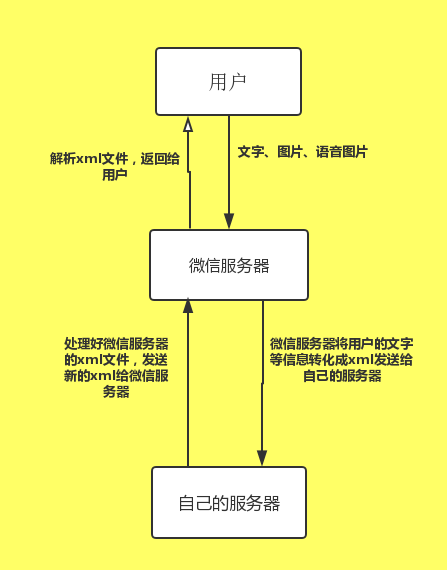 用户
解析xml文件，返回给
用户
文字、图片、语音图片
微信服务器
处理好微信服务器
的xml文件，发送
新的xml给微信服
务器
微信服务器将用户的文字
等信息转化成xml发送给
自己的服务器
自己的服务器